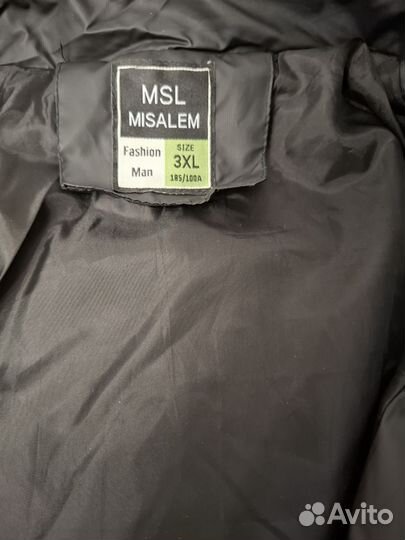 MSL
MISALEM
Fashion
Man
SIZE
3XL
185/100A
Avito